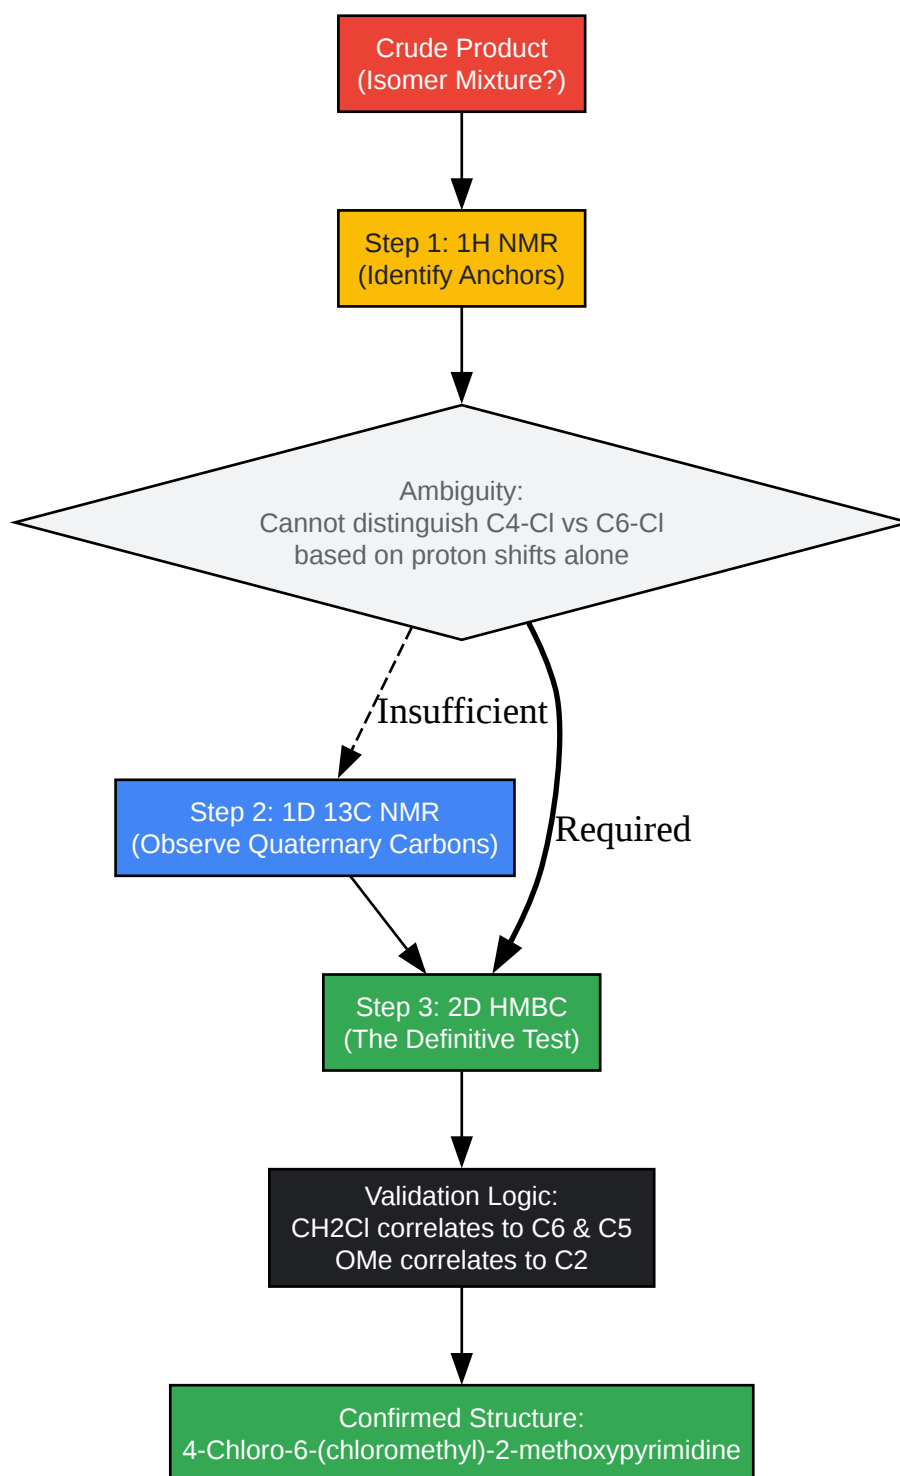 Crude Product
(Isomer Mixture?)
Step 1: 1H NMR
(Identify Anchors)
Ambiguity:
Cannot distinguish C4-Cl vs C6-Cl
based on proton shifts alone
Insufficient
Step 2: 1D 13C NMR
(Observe Quaternary Carbons)
Required
Step 3: 2D HMBC
(The Definitive Test)
Validation Logic:
CH2Cl correlates to C6 & C5
OMe correlates to C2
Confirmed Structure:
4-Chloro-6-(chloromethyl)-2-methoxypyrimidine